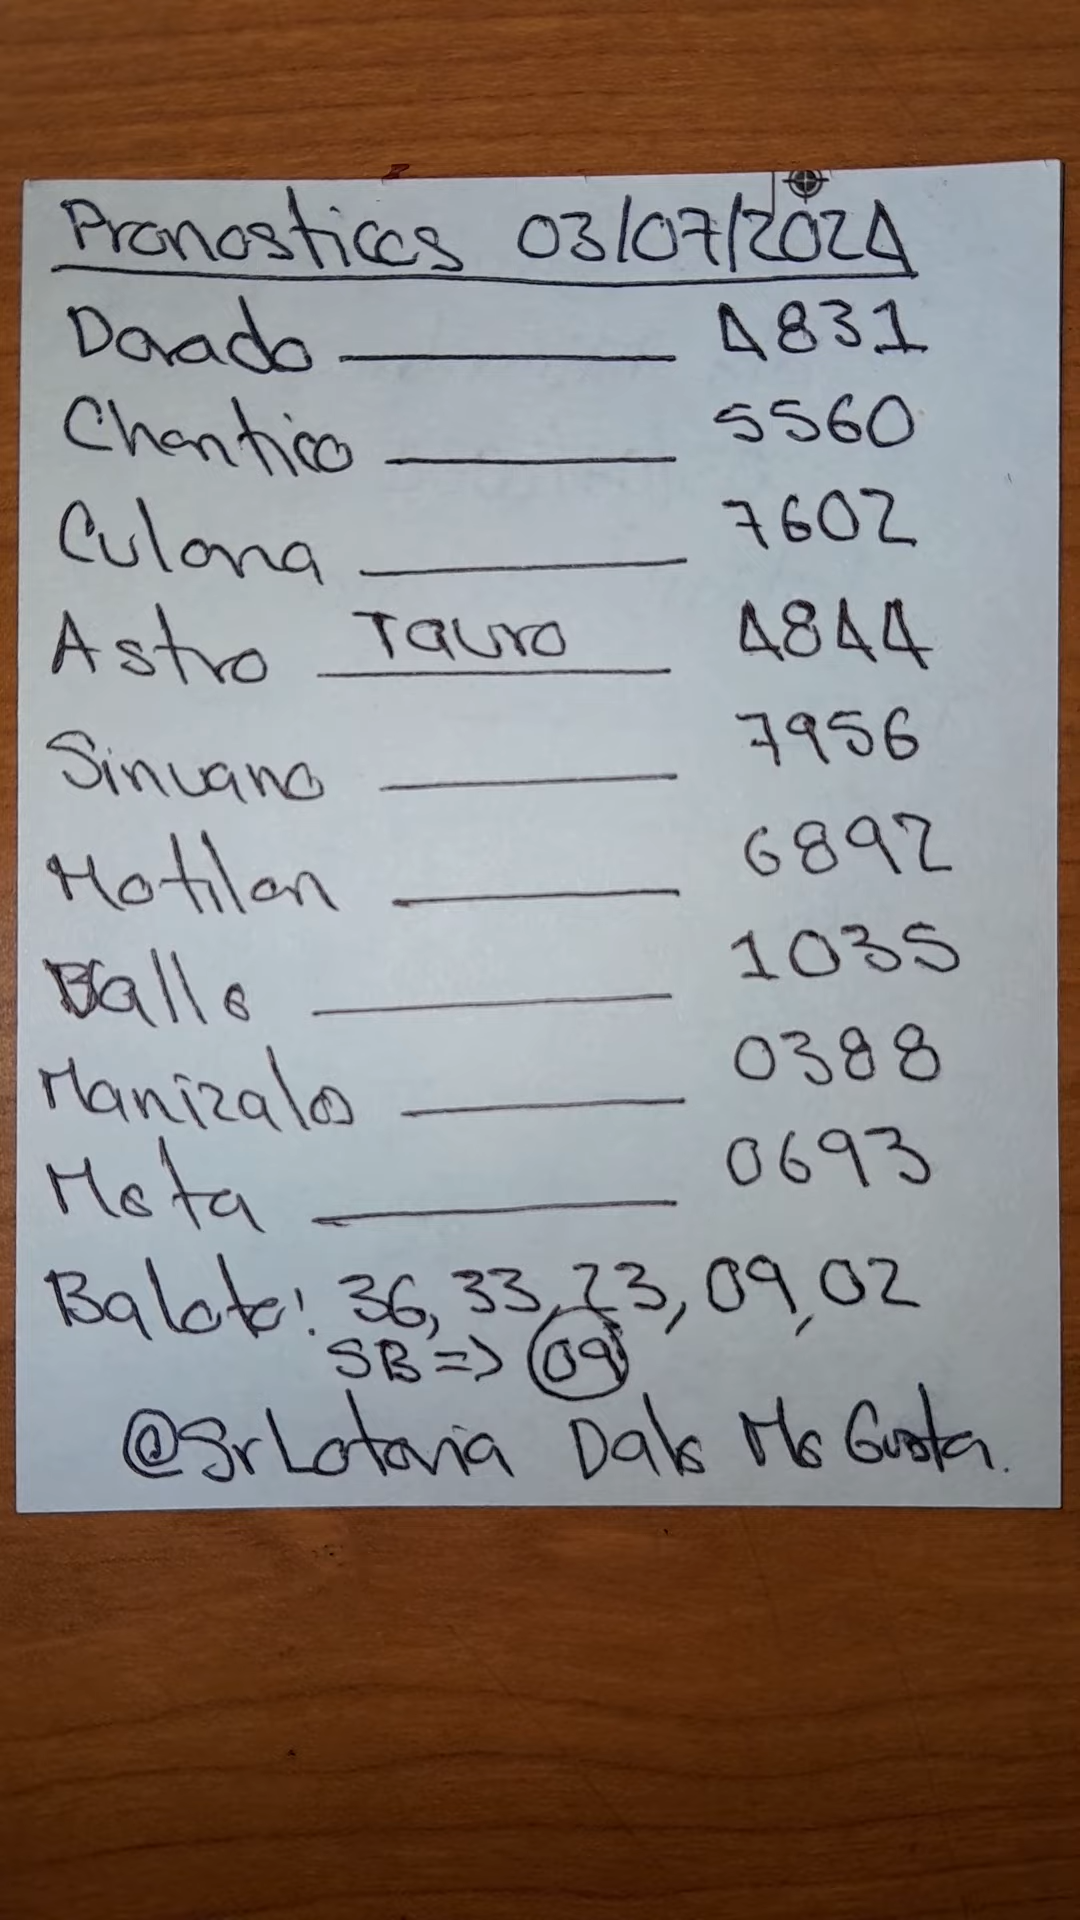 Pronosticos 03/07/2024
Dorado 4831
Chontico 5560
Culona 7602
Astro Tauro 4844
Sinuano 7956
Motilon 6892
Valle 1035
Manizales 0388
Meta 0693
Baloto: 36, 33, 23, 09, 02
SB => 09
@SrLoteria Dale Me Gusta.